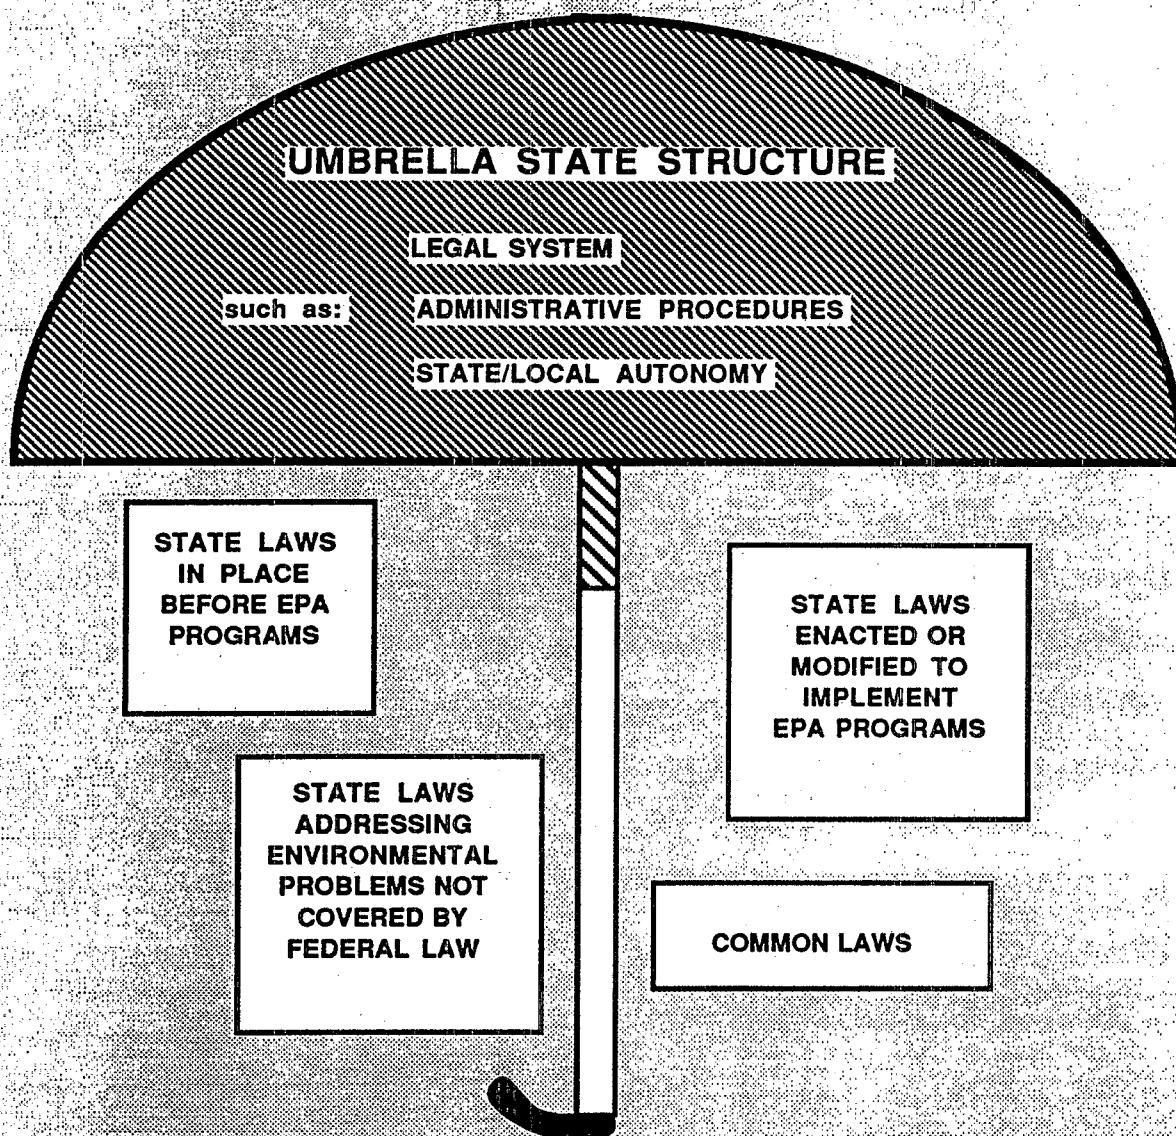 UMBRELLA STATE STRUCTURE
LEGAL SYSTEM
such as: ADMINISTRATIVE PROCEDURES
STATE/LOCAL AUTONOMY
STATE LAWS
IN PLACE
BEFORE EPA
PROGRAMS
STATE LAWS
ENACTED OR
MODIFIED TO
IMPLEMENT
EPA PROGRAMS
STATE LAWS
ADDRESSING
ENVIRONMENTAL
PROBLEMS NOT
COVERED BY
FEDERAL LAW
COMMON LAWS